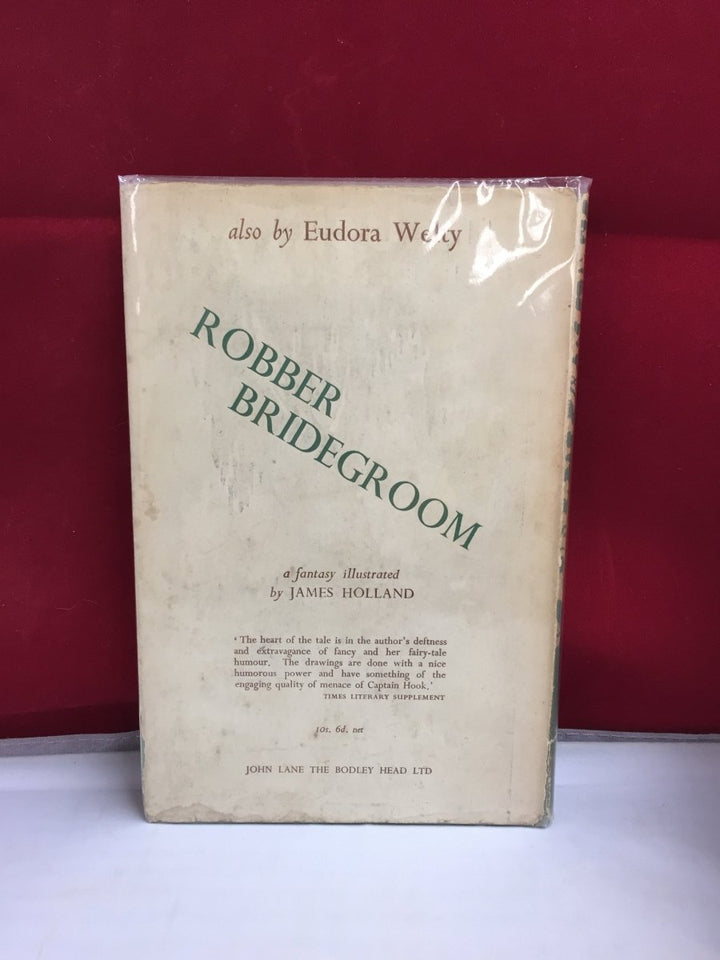 also by Eudora Welty
ROBBER
BRIDEGROOM
a fantasy illustrated
by JAMES HOLLAND
‘The heart of the tale is in the author's deftness
and extravagance of fancy and her fairy-tale
humour. The drawings are done with a nice
humorous power and have something of the
engaging quality of menace of Captain Hook.’
TIMES LITERARY SUPPLEMENT
10s. 6d. net
JOHN LANE THE BODLEY HEAD LTD